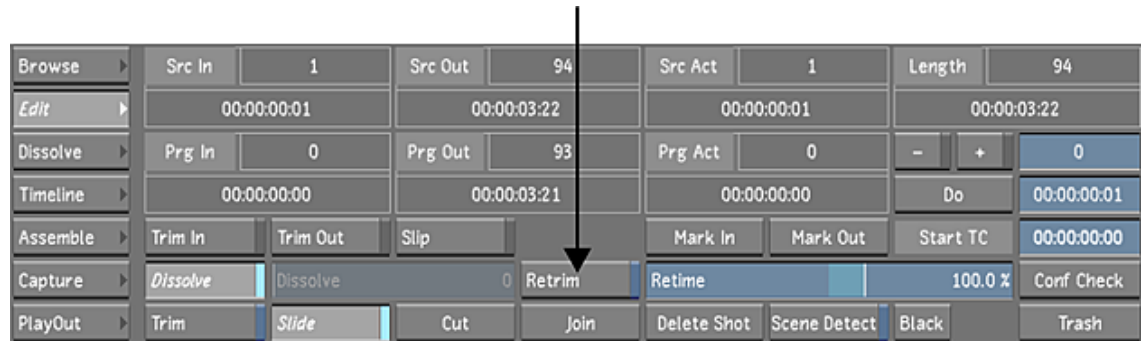 Browse Src In 1 Src Out 94 Src Act 1 Length 94
Edit 00:00:00:01 00:00:03:22 00:00:00:01 00:00:03:22
Dissolve Prg In 0 Prg Out 93 Prg Act 0 - + 0
Timeline 00:00:00:00 00:00:03:21 00:00:00:00 Do 00:00:00:01
Assemble Trim In Trim Out Slip Mark In Mark Out Start TC 00:00:00:00
Capture Dissolve Dissolve 0 Retrim Retime 100.0 % Conf Check
PlayOut Trim Slide Cut Join Delete Shot Scene Detect Black Trash